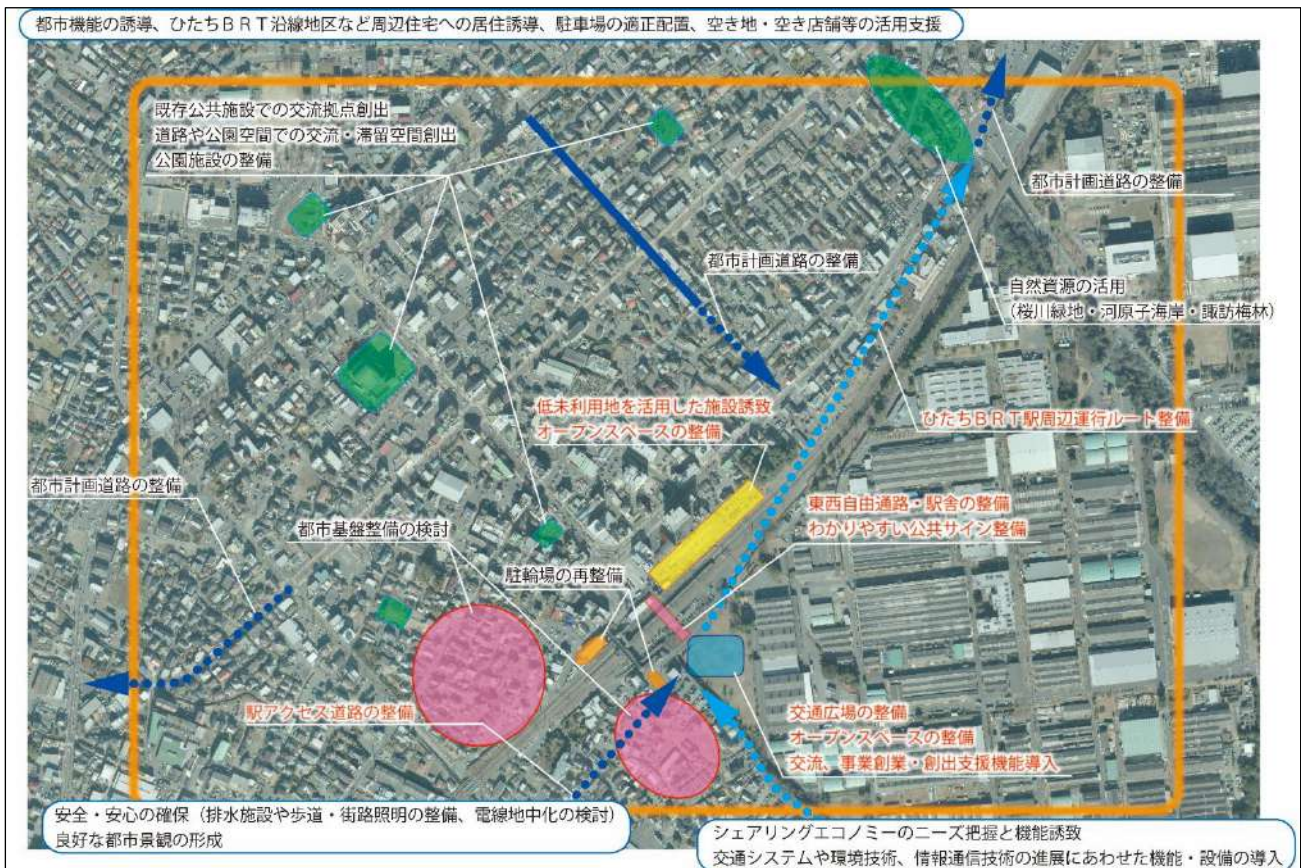 都市機能の誘導、ひたちＢＲＴ沿線地区など周辺住宅への居住誘導、駐車場の適正配置、空き地・空き店舗等の活用支援
既存公共施設での交流拠点創出
道路や公園空間での交流・滞留空間創出
公園施設の整備
都市計画道路の整備
都市計画道路の整備
自然資源の活用
（桜川緑地・河原子海岸・諏訪梅林）
低未利用地を活用した施設誘致
オープンスペースの整備
ひたちＢＲＴ駅周辺運行ルート整備
都市計画道路の整備
東西自由通路・駅舎の整備
わかりやすい公共サイン整備
都市基盤整備の検討
駐輪場の再整備
駅アクセス道路の整備
交通広場の整備
オープンスペースの整備
交流、事業創業・創出支援機能導入
安全・安心の確保（排水施設や歩道・街路照明の整備、電線地中化の検討）
良好な都市景観の形成
シェアリングエコノミーのニーズ把握と機能誘致
交通システムや環境技術、情報通信技術の進展にあわせた機能・設備の導入